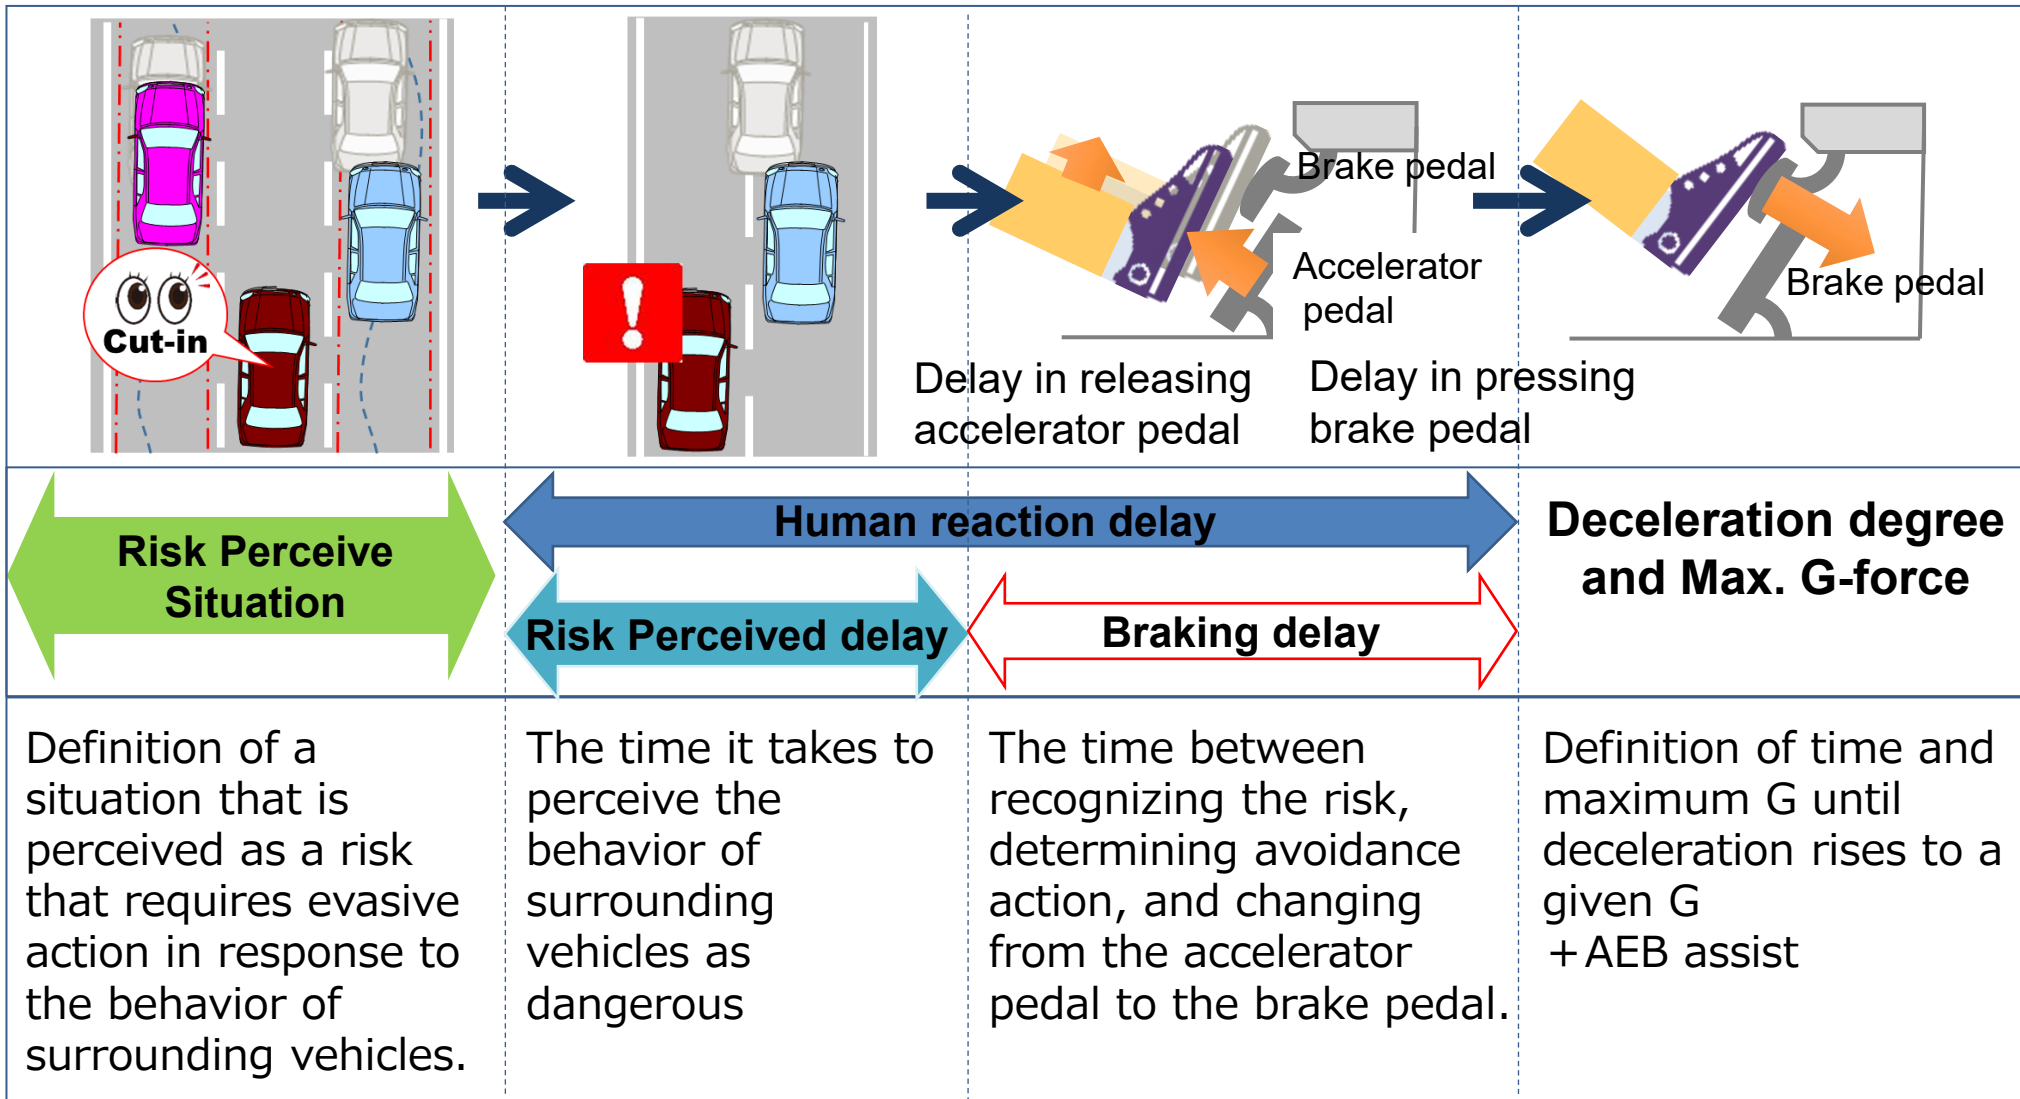 Cut-in
Brake pedal
Accelerator
pedal
Delay in releasing
accelerator pedal
Delay in pressing
brake pedal
Brake pedal
Risk Perceive
Situation
Human reaction delay
Risk Perceived delay
Braking delay
Deceleration degree
and Max. G-force
Definition of a
situation that is
perceived as a risk
that requires evasive
action in response to
the behavior of
surrounding vehicles.
The time it takes to
perceive the
behavior of
surrounding
vehicles as
dangerous
The time between
recognizing the risk,
determining avoidance
action, and changing
from the accelerator
pedal to the brake pedal.
Definition of time and
maximum G until
deceleration rises to a
given G
+AEB assist